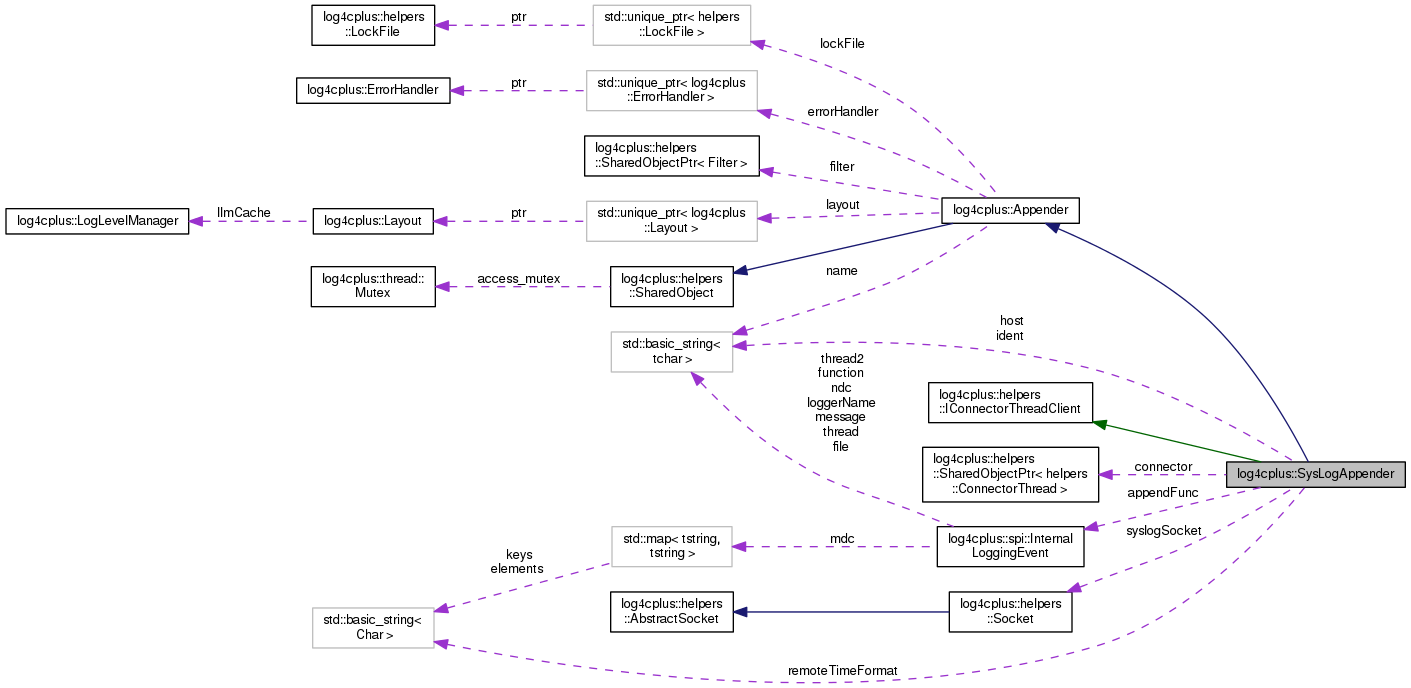 log4cplus::helpers
::LockFile
ptr
std::unique_ptr< helpers
::LockFile >
lockFile
log4cplus::ErrorHandler
ptr
std::unique_ptr< log4cplus
::ErrorHandler >
errorHandler
log4cplus::helpers
::SharedObjectPtr< Filter >
filter
log4cplus::LogLevelManager
llmCache
log4cplus::Layout
ptr
std::unique_ptr< log4cplus
::Layout >
layout
log4cplus::Appender
log4cplus::thread::
Mutex
access_mutex
log4cplus::helpers
::SharedObject
name
std::basic_string<
tchar >
host
ident
thread2
function
ndc
loggerName
message
thread
file
log4cplus::helpers
::IConnectorThreadClient
log4cplus::helpers
::SharedObjectPtr< helpers
::ConnectorThread >
connector
log4cplus::SysLogAppender
appendFunc
log4cplus::spi::Internal
LoggingEvent
syslogSocket
mdc
std::map< tstring,
tstring >
keys
elements
log4cplus::helpers
::AbstractSocket
log4cplus::helpers
::Socket
std::basic_string<
Char >
remoteTimeFormat